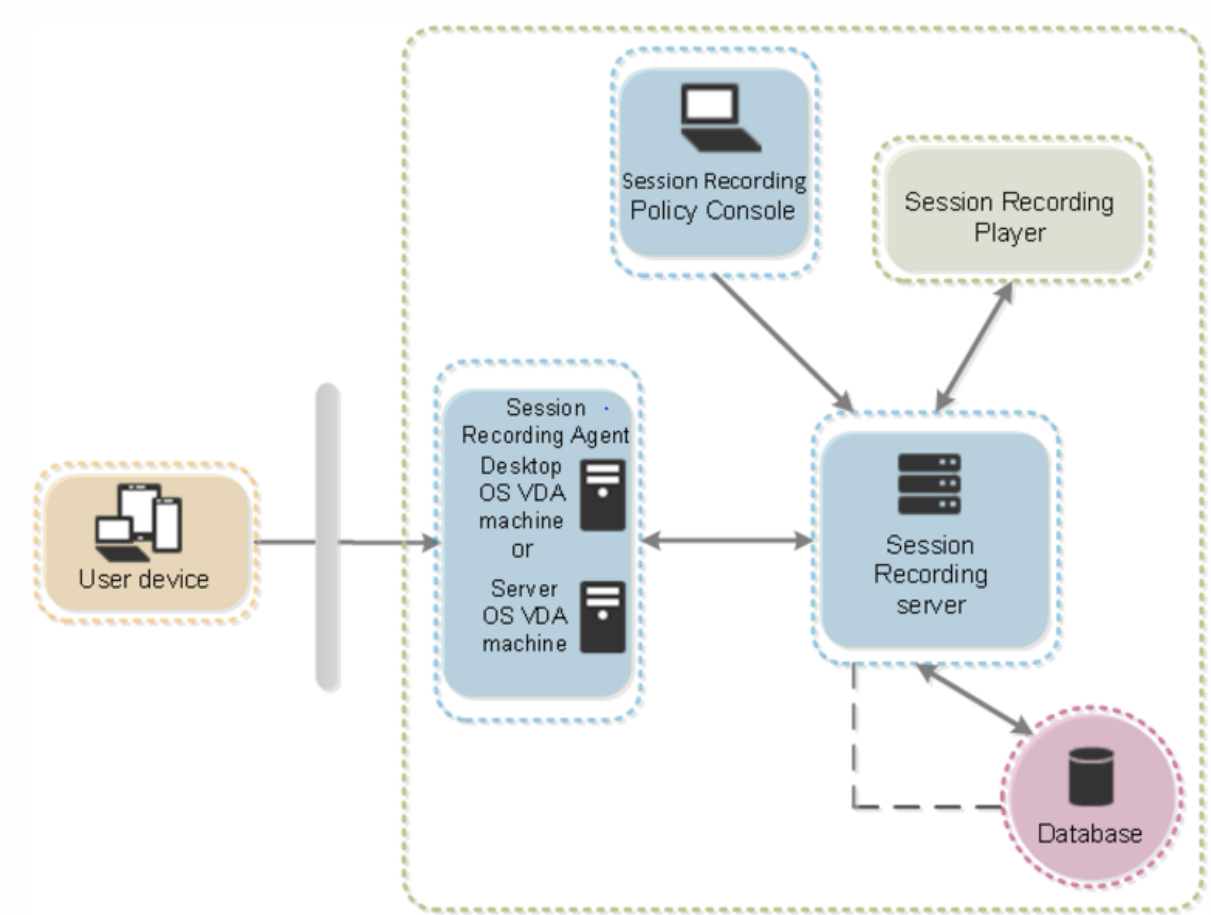 Session Recording
Policy Console
Session Recording
Player
Session
Recording Agent
Desktop
OS VDA
machine
or
Server
OS VDA
machine
User device
Session
Recording
server
Database